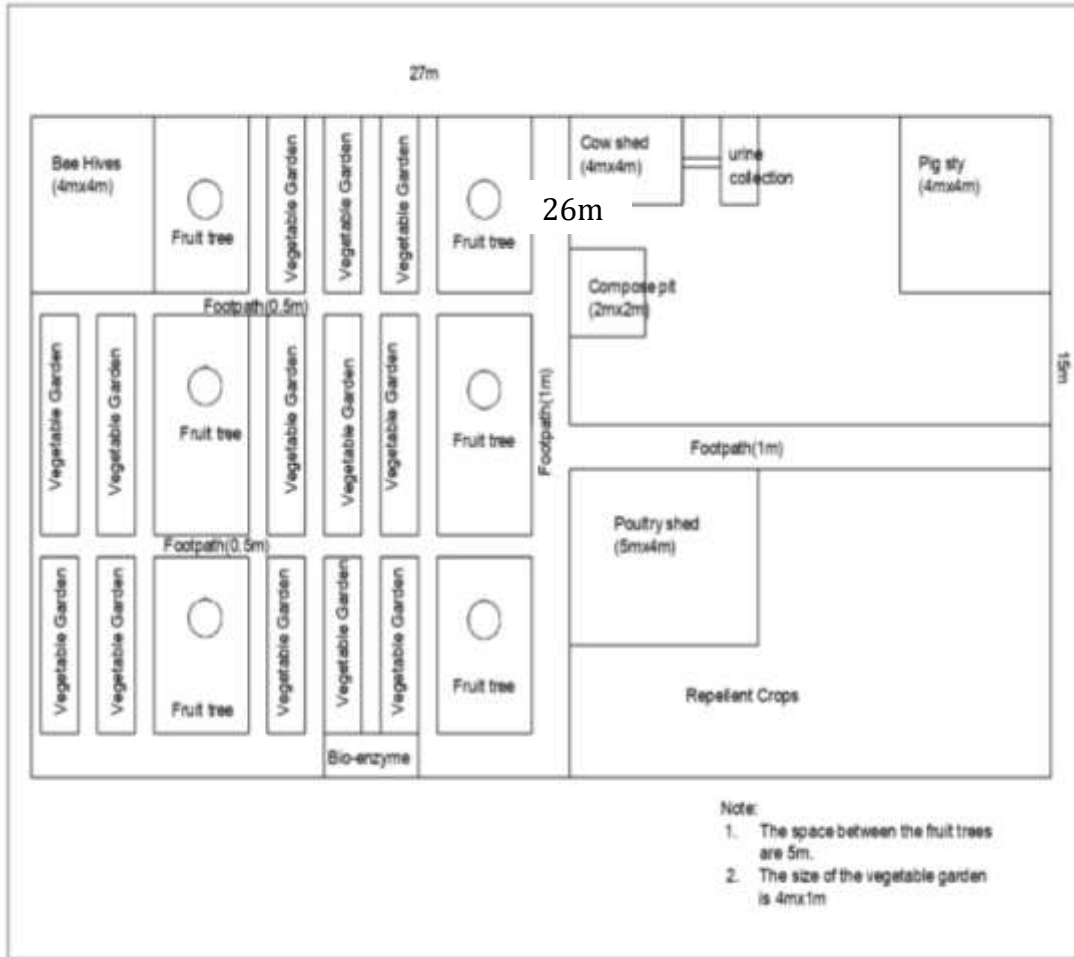 27m
Bee Hives
(4mx4m)
Fruit tree
Vegetable Garden
Vegetable Garden
Vegetable Garden
Fruit tree
Cow shed
(4mx4m)
urine
collection
Pig sty
(4mx4m)
26m
Compose pit
(2mx2m)
Footpath(0.5m)
Vegetable Garden
Vegetable Garden
Fruit tree
Vegetable Garden
Vegetable Garden
Vegetable Garden
Fruit tree
Footpath(1m)
15m
Footpath(1m)
Footpath(0.5m)
Poultry shed
(5mx4m)
Vegetable Garden
Vegetable Garden
Fruit tree
Vegetable Garden
Vegetable Garden
Vegetable Garden
Fruit tree
Repellent Crops
Bio-enzyme
Note:
1. The space between the fruit trees
are 5m.
2. The size of the vegetable garden
is 4mx1m